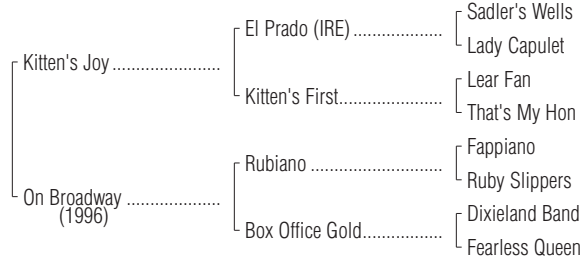 Sadler's Wells
El Prado (IRE) ....................
Lady Capulet
Kitten's Joy ........................
Lear Fan
Kitten's First.......................
That's My Hon
Fappiano
Rubiano .............................
Ruby Slippers
On Broadway .....................
(1996)
Dixieland Band
Box Office Gold..................
Fearless Queen